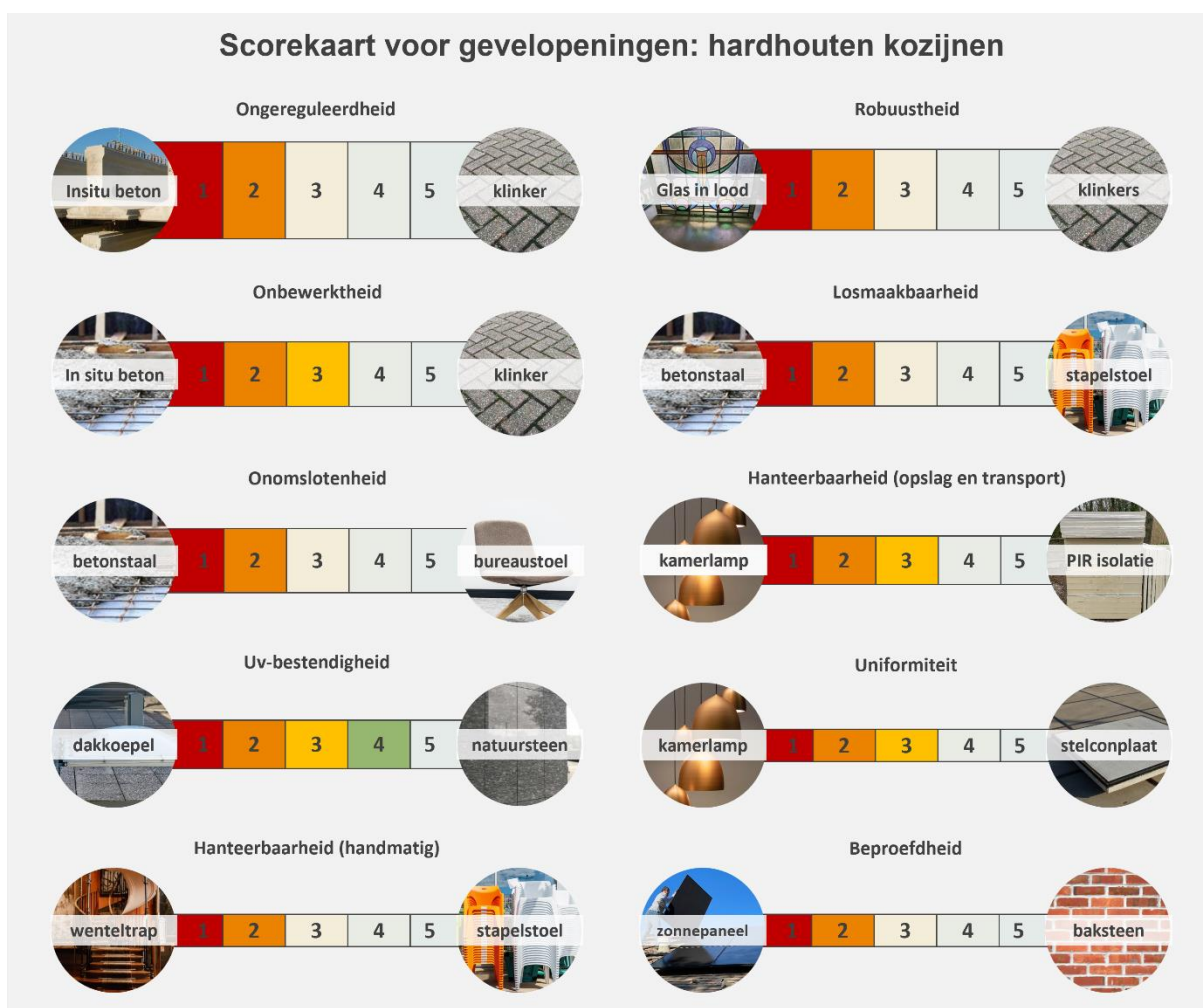 Scorekaart voor gevelopeningen: hardhouten kozijnen
Ongereguleerdheid
Insitu beton 1 2 3 4 5 klinker
Robuustheid
Glas in lood 1 2 3 4 5 klinkers
Onbewerktheid
In situ beton 1 2 3 4 5 klinker
Losmaakbaarheid
betonstaal 1 2 3 4 5 stapelstoel
Onomslotenheid
betonstaal 1 2 3 4 5 bureaustoel
Hanteerbaarheid (opslag en transport)
kamerlamp 1 2 3 4 5 PIR isolatie
Uv-bestendigheid
dakkoepel 1 2 3 4 5 natuursteen
Uniformiteit
kamerlamp 1 2 3 4 5 stelconplaat
Hanteerbaarheid (handmatig)
wenteltrap 1 2 3 4 5 stapelstoel
Beproefdheid
zonnepaneel 1 2 3 4 5 baksteen